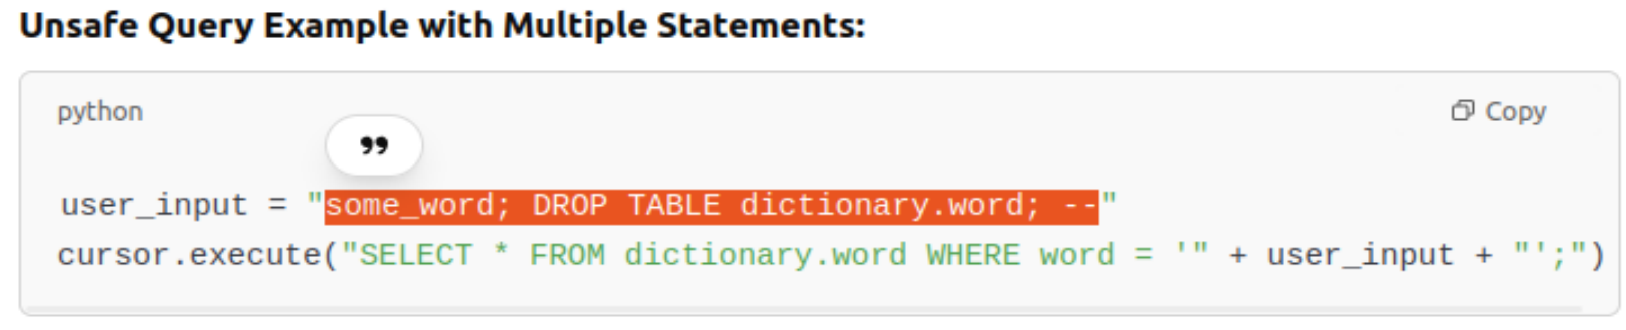 Unsafe Query Example with Multiple Statements:
python
Copy
"
user_input = "some_word; DROP TABLE dictionary.word; --"
cursor.execute("SELECT * FROM dictionary.word WHERE word = '" + user_input + "';")